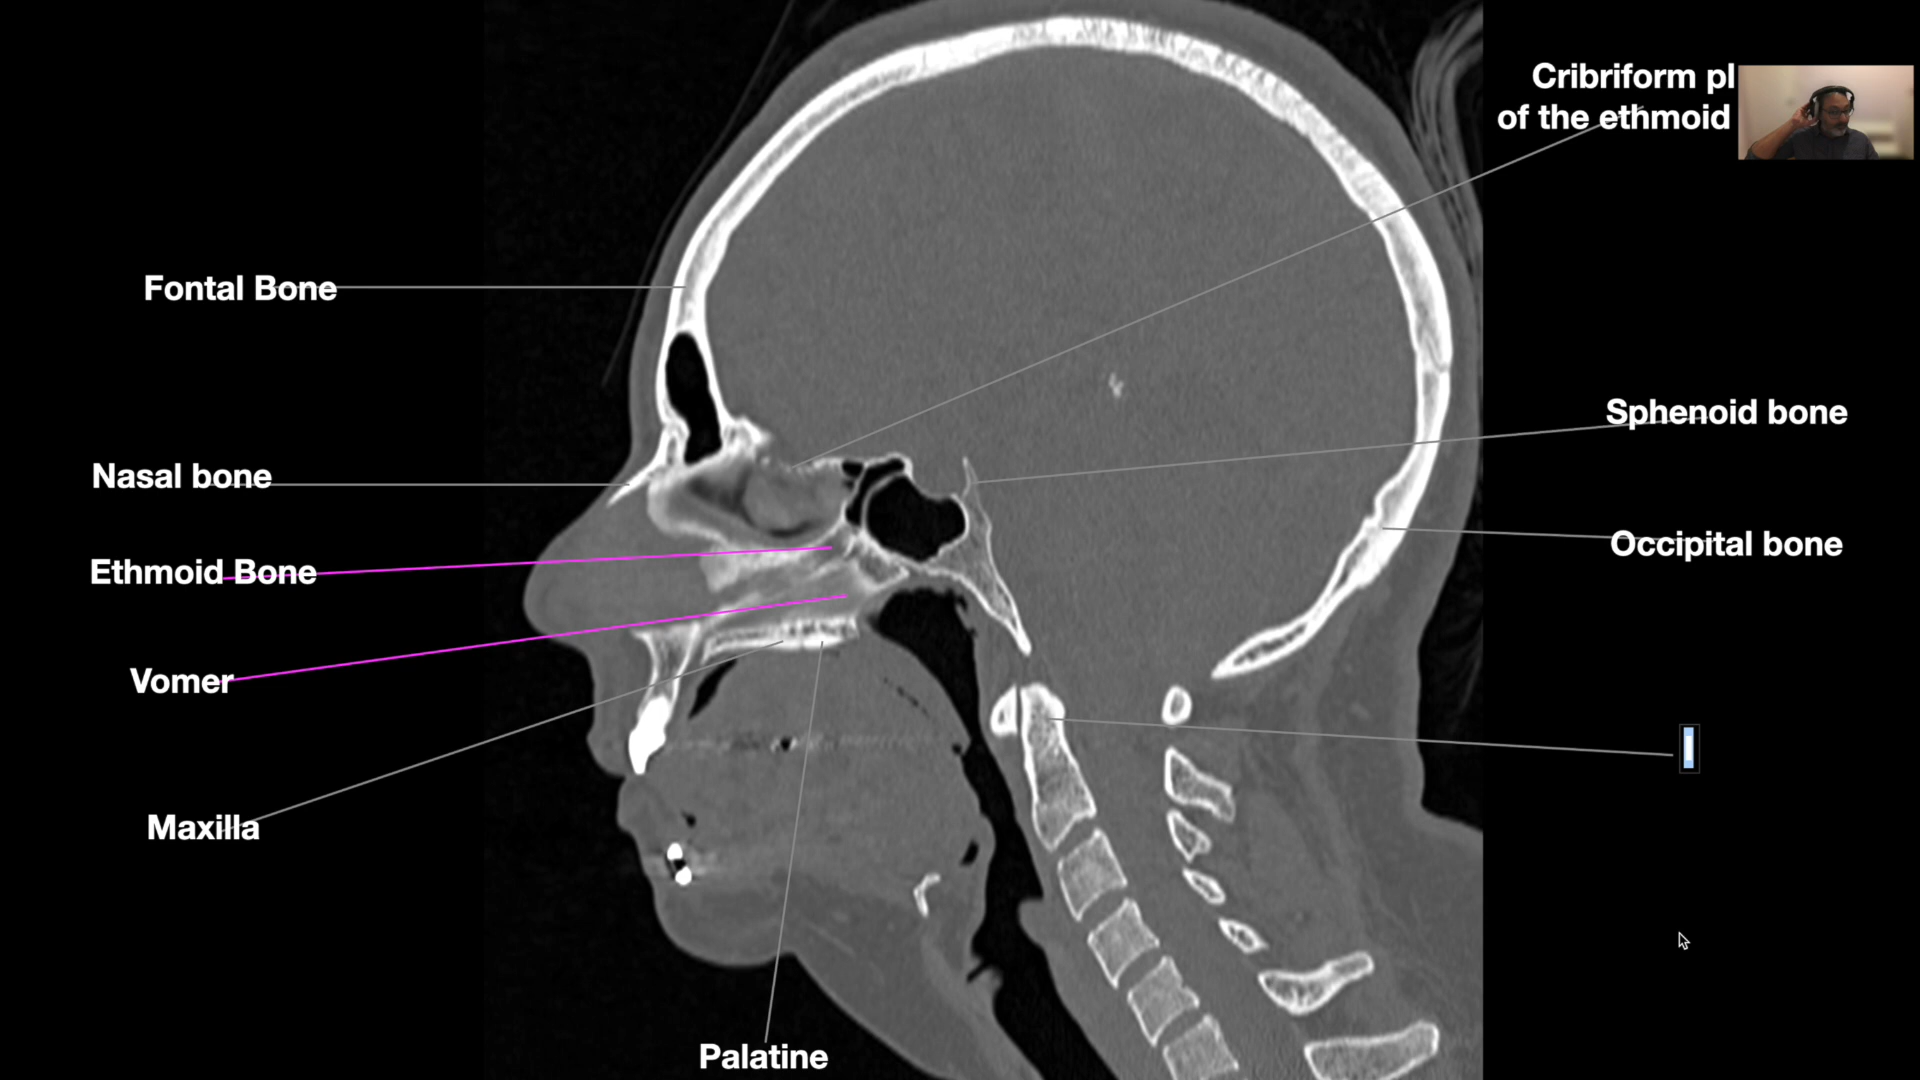 Cribriform pl
of the ethmoid
Fontal Bone
Sphenoid bone
Nasal bone
Occipital bone
Ethmoid Bone
Vomer
Maxilla
Palatine